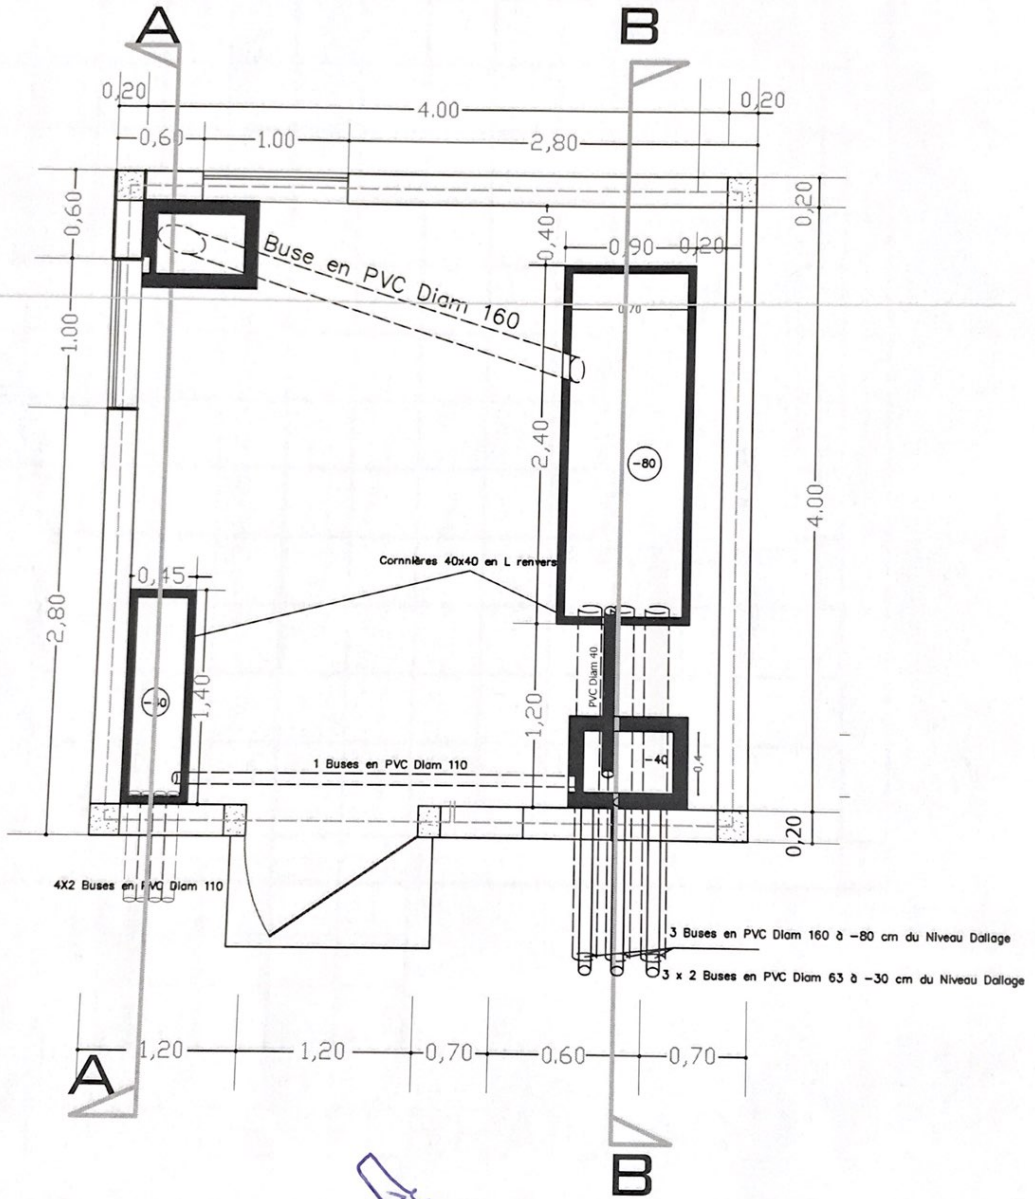 A
B
0,20
4.00
0,20
0,60
1.00
2,80
0,60
0,40
0,90
0,20
0,20
Buse en PVC Diam 160
0,70
1.00
2,40
-80
4.00
Cornnières 40x40 en L renvers
0,45
2,80
1,40
PVC Diam 40
1,20
1 Buses en PVC Diam 110
-40
0,4
0,20
4X2 Buses en PVC Diam 110
3 Buses en PVC Diam 160 à -80 cm du Niveau Dallage
3 x 2 Buses en PVC Diam 63 à -30 cm du Niveau Dallage
1,20
1,20
0,70
0,60
0,70
A
B